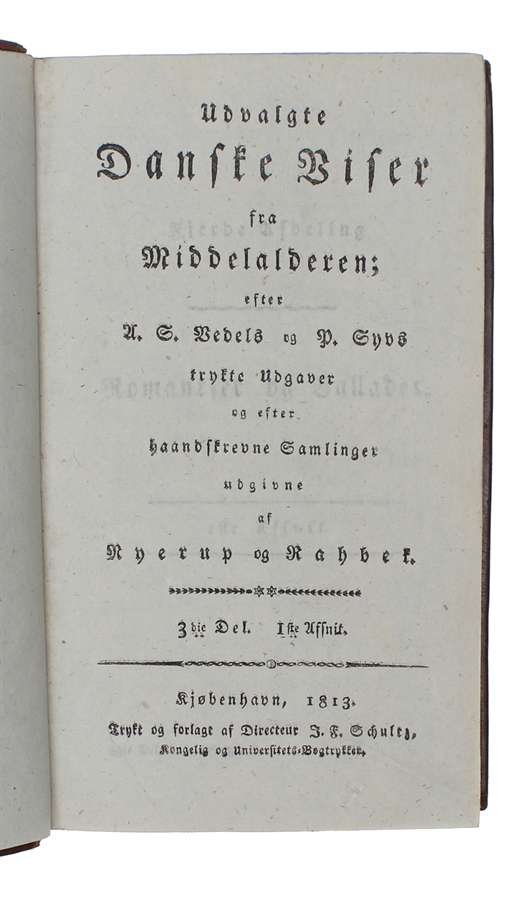 Udvalgte
Danske Viser
fra
Middelalderen;
efter
A. S. Vedels og P. Syvs
trykte Udgaver
og efter
haandskrevne Samlinger
udgivne
af
Nyerup og Rahbek.
3die Del. 1ste Afsnit.
Kjøbenhavn, 1813.
Trykt og forlagt af Directeur J. F. Schultz,
Kongelig og Universitets-Bogtrykker.